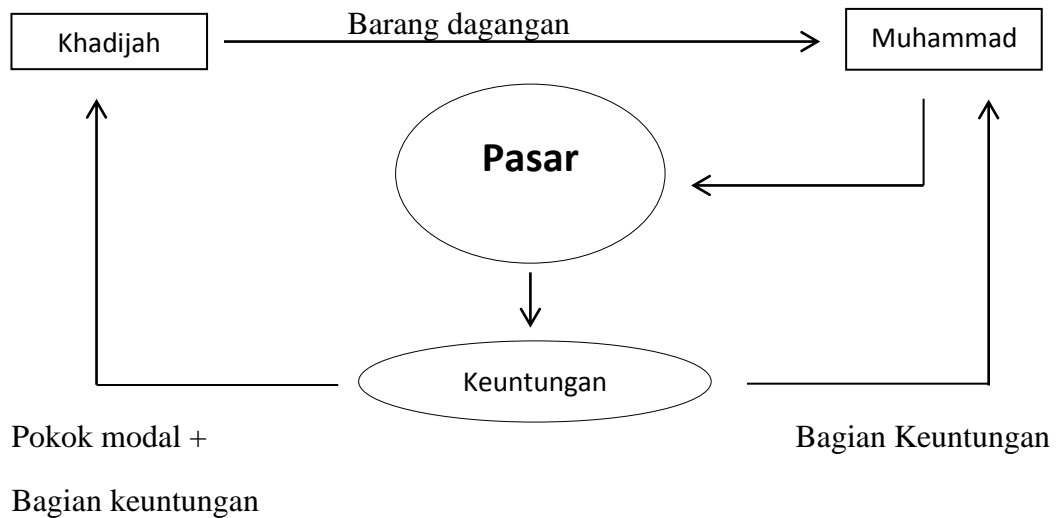 Khadijah
Barang dagangan
Muhammad
Pasar
Keuntungan
Pokok modal +
Bagian keuntungan
Bagian Keuntungan